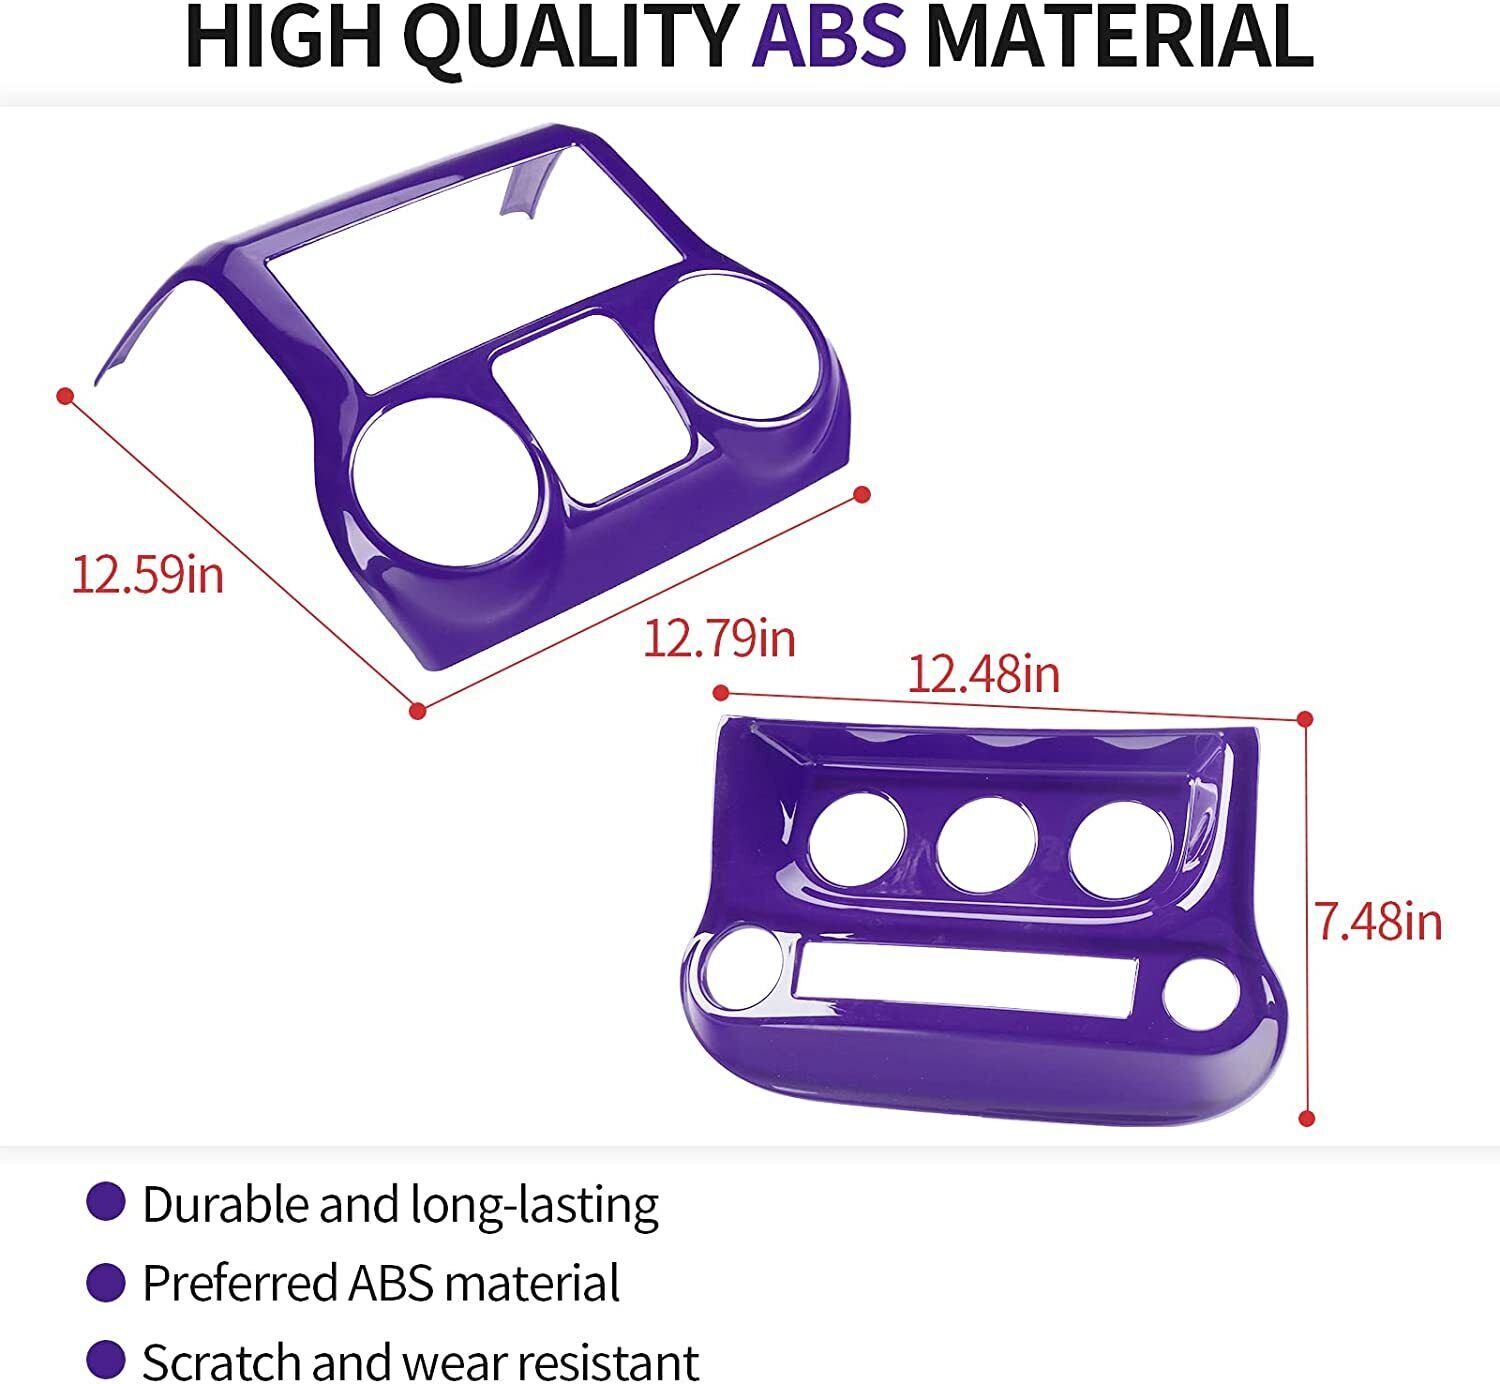 HIGH QUALITY ABS MATERIAL
12.59in
12.79in
12.48in
7.48in
Durable and long-lasting
Preferred ABS material
Scratch and wear resistant